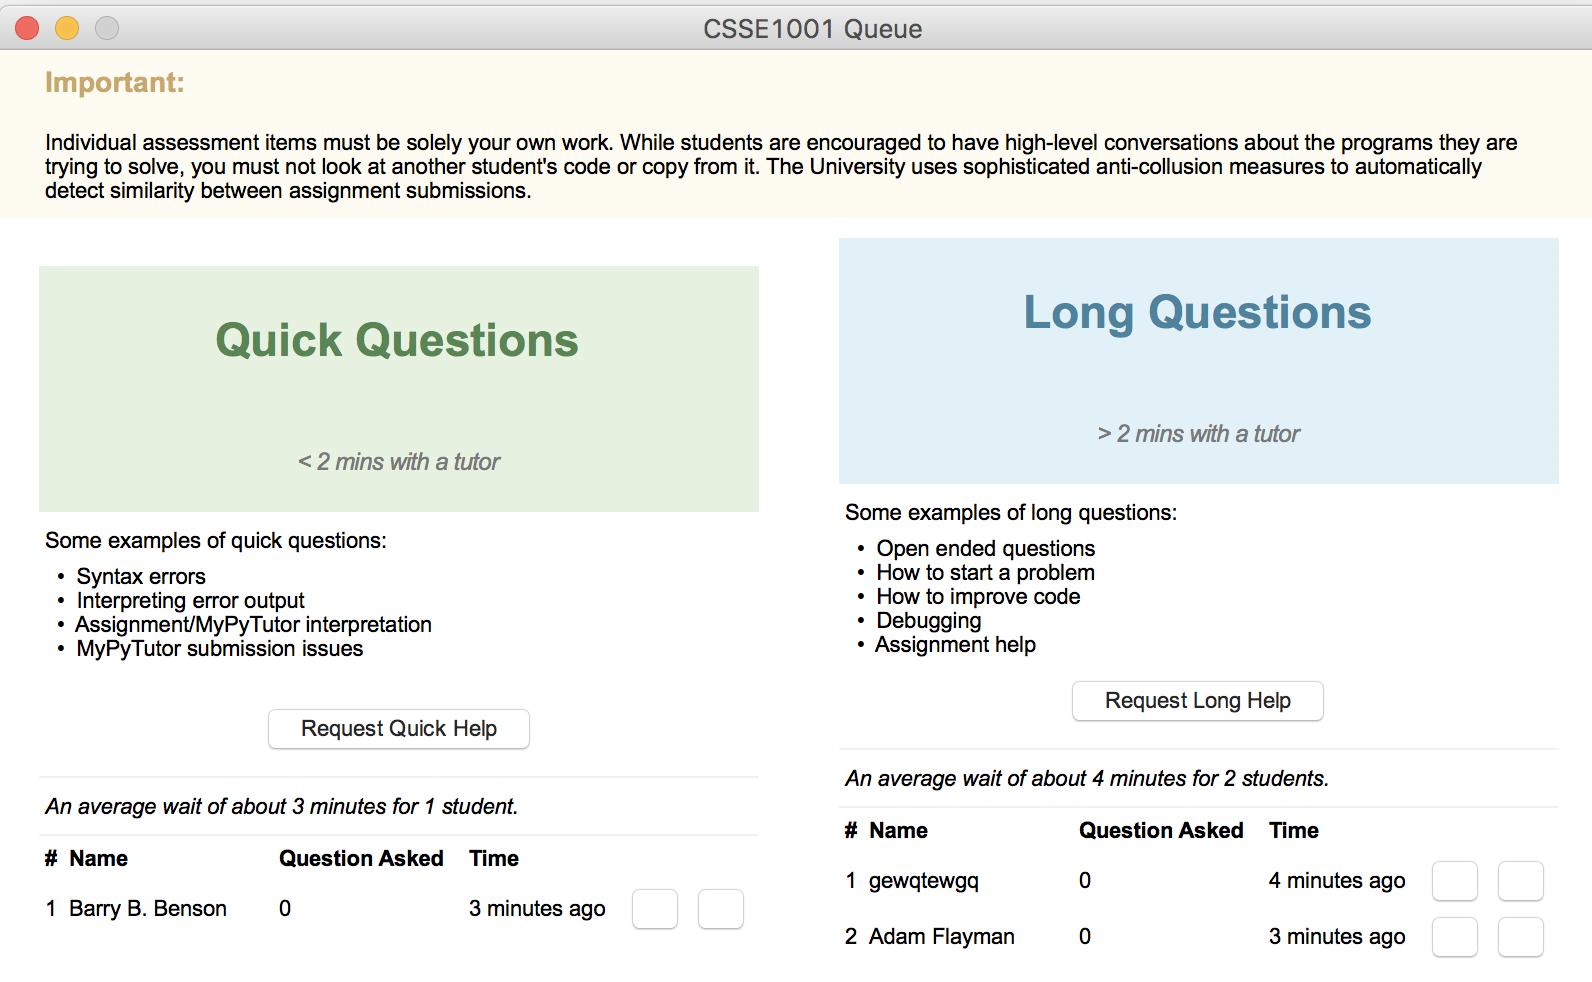 CSSE1001 Queue
Important:
Individual assessment items must be solely your own work. While students are encouraged to have high-level conversations about the programs they are
trying to solve, you must not look at another student's code or copy from it. The University uses sophisticated anti-collusion measures to automatically
detect similarity between assignment submissions.
Quick Questions
< 2 mins with a tutor
Some examples of quick questions:
• Syntax errors
• Interpreting error output
• Assignment/MyPyTutor interpretation
• MyPyTutor submission issues
Request Quick Help
An average wait of about 3 minutes for 1 student.
# Name Question Asked Time
1 Barry B. Benson 0 3 minutes ago
Long Questions
> 2 mins with a tutor
Some examples of long questions:
• Open ended questions
• How to start a problem
• How to improve code
• Debugging
• Assignment help
Request Long Help
An average wait of about 4 minutes for 2 students.
# Name Question Asked Time
1 gewqtewgq 0 4 minutes ago
2 Adam Flayman 0 3 minutes ago